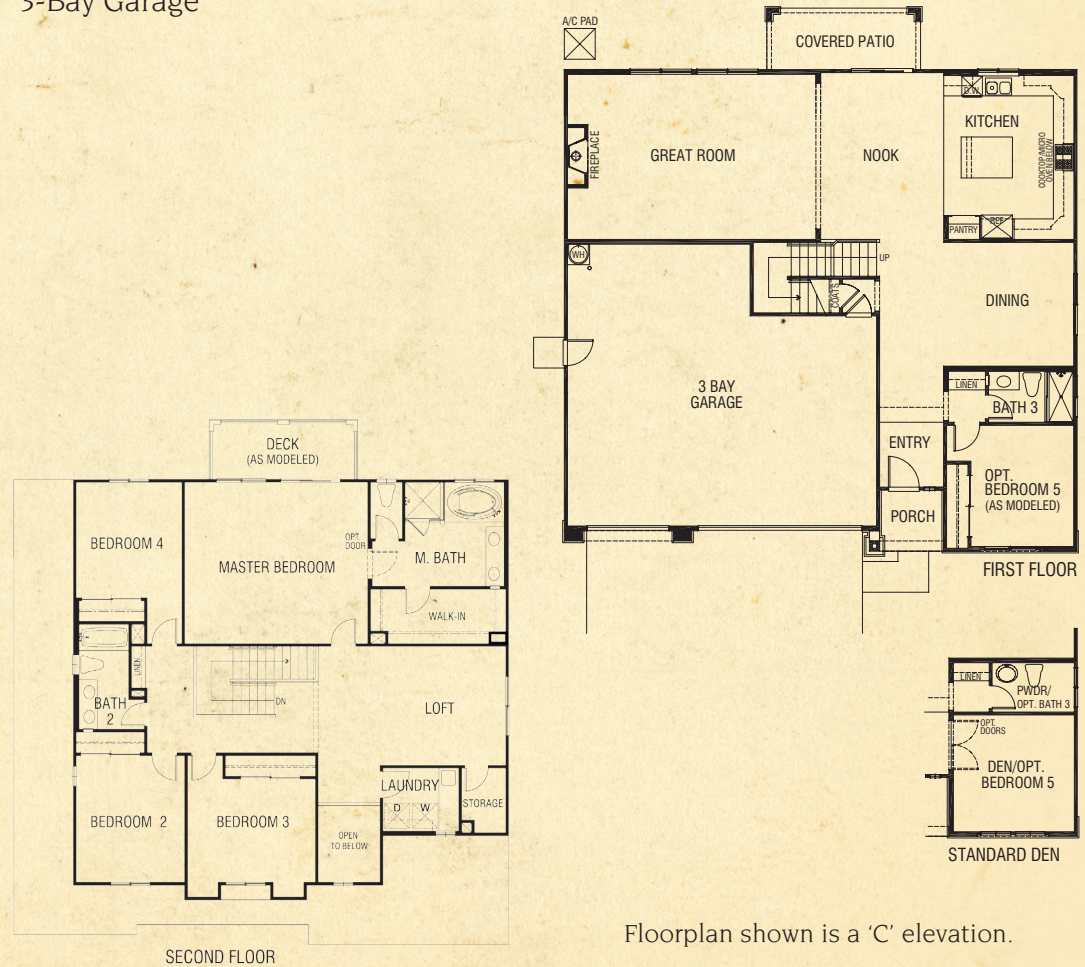 3-Bay Garage
A/C PAD
COVERED PATIO
D.W.
KITCHEN
FIREPLACE
GREAT ROOM
NOOK
COOKTOP/MICRO
OVEN BELOW
PANTRY
REF
WH
UP
COATS
DINING
3 BAY
GARAGE
LINEN
BATH 3
ENTRY
OPT.
BEDROOM 5
(AS MODELED)
PORCH
FIRST FLOOR
DECK
(AS MODELED)
BEDROOM 4
MASTER BEDROOM
OPT.
DOOR
M. BATH
WALK-IN
LINEN
BATH
2
DN
LOFT
LAUNDRY
D
W
STORAGE
BEDROOM 2
BEDROOM 3
OPEN
TO BELOW
SECOND FLOOR
LINEN
PWDR/
OPT. BATH 3
OPT.
DOORS
DEN/OPT.
BEDROOM 5
STANDARD DEN
Floorplan shown is a ‘C’ elevation.